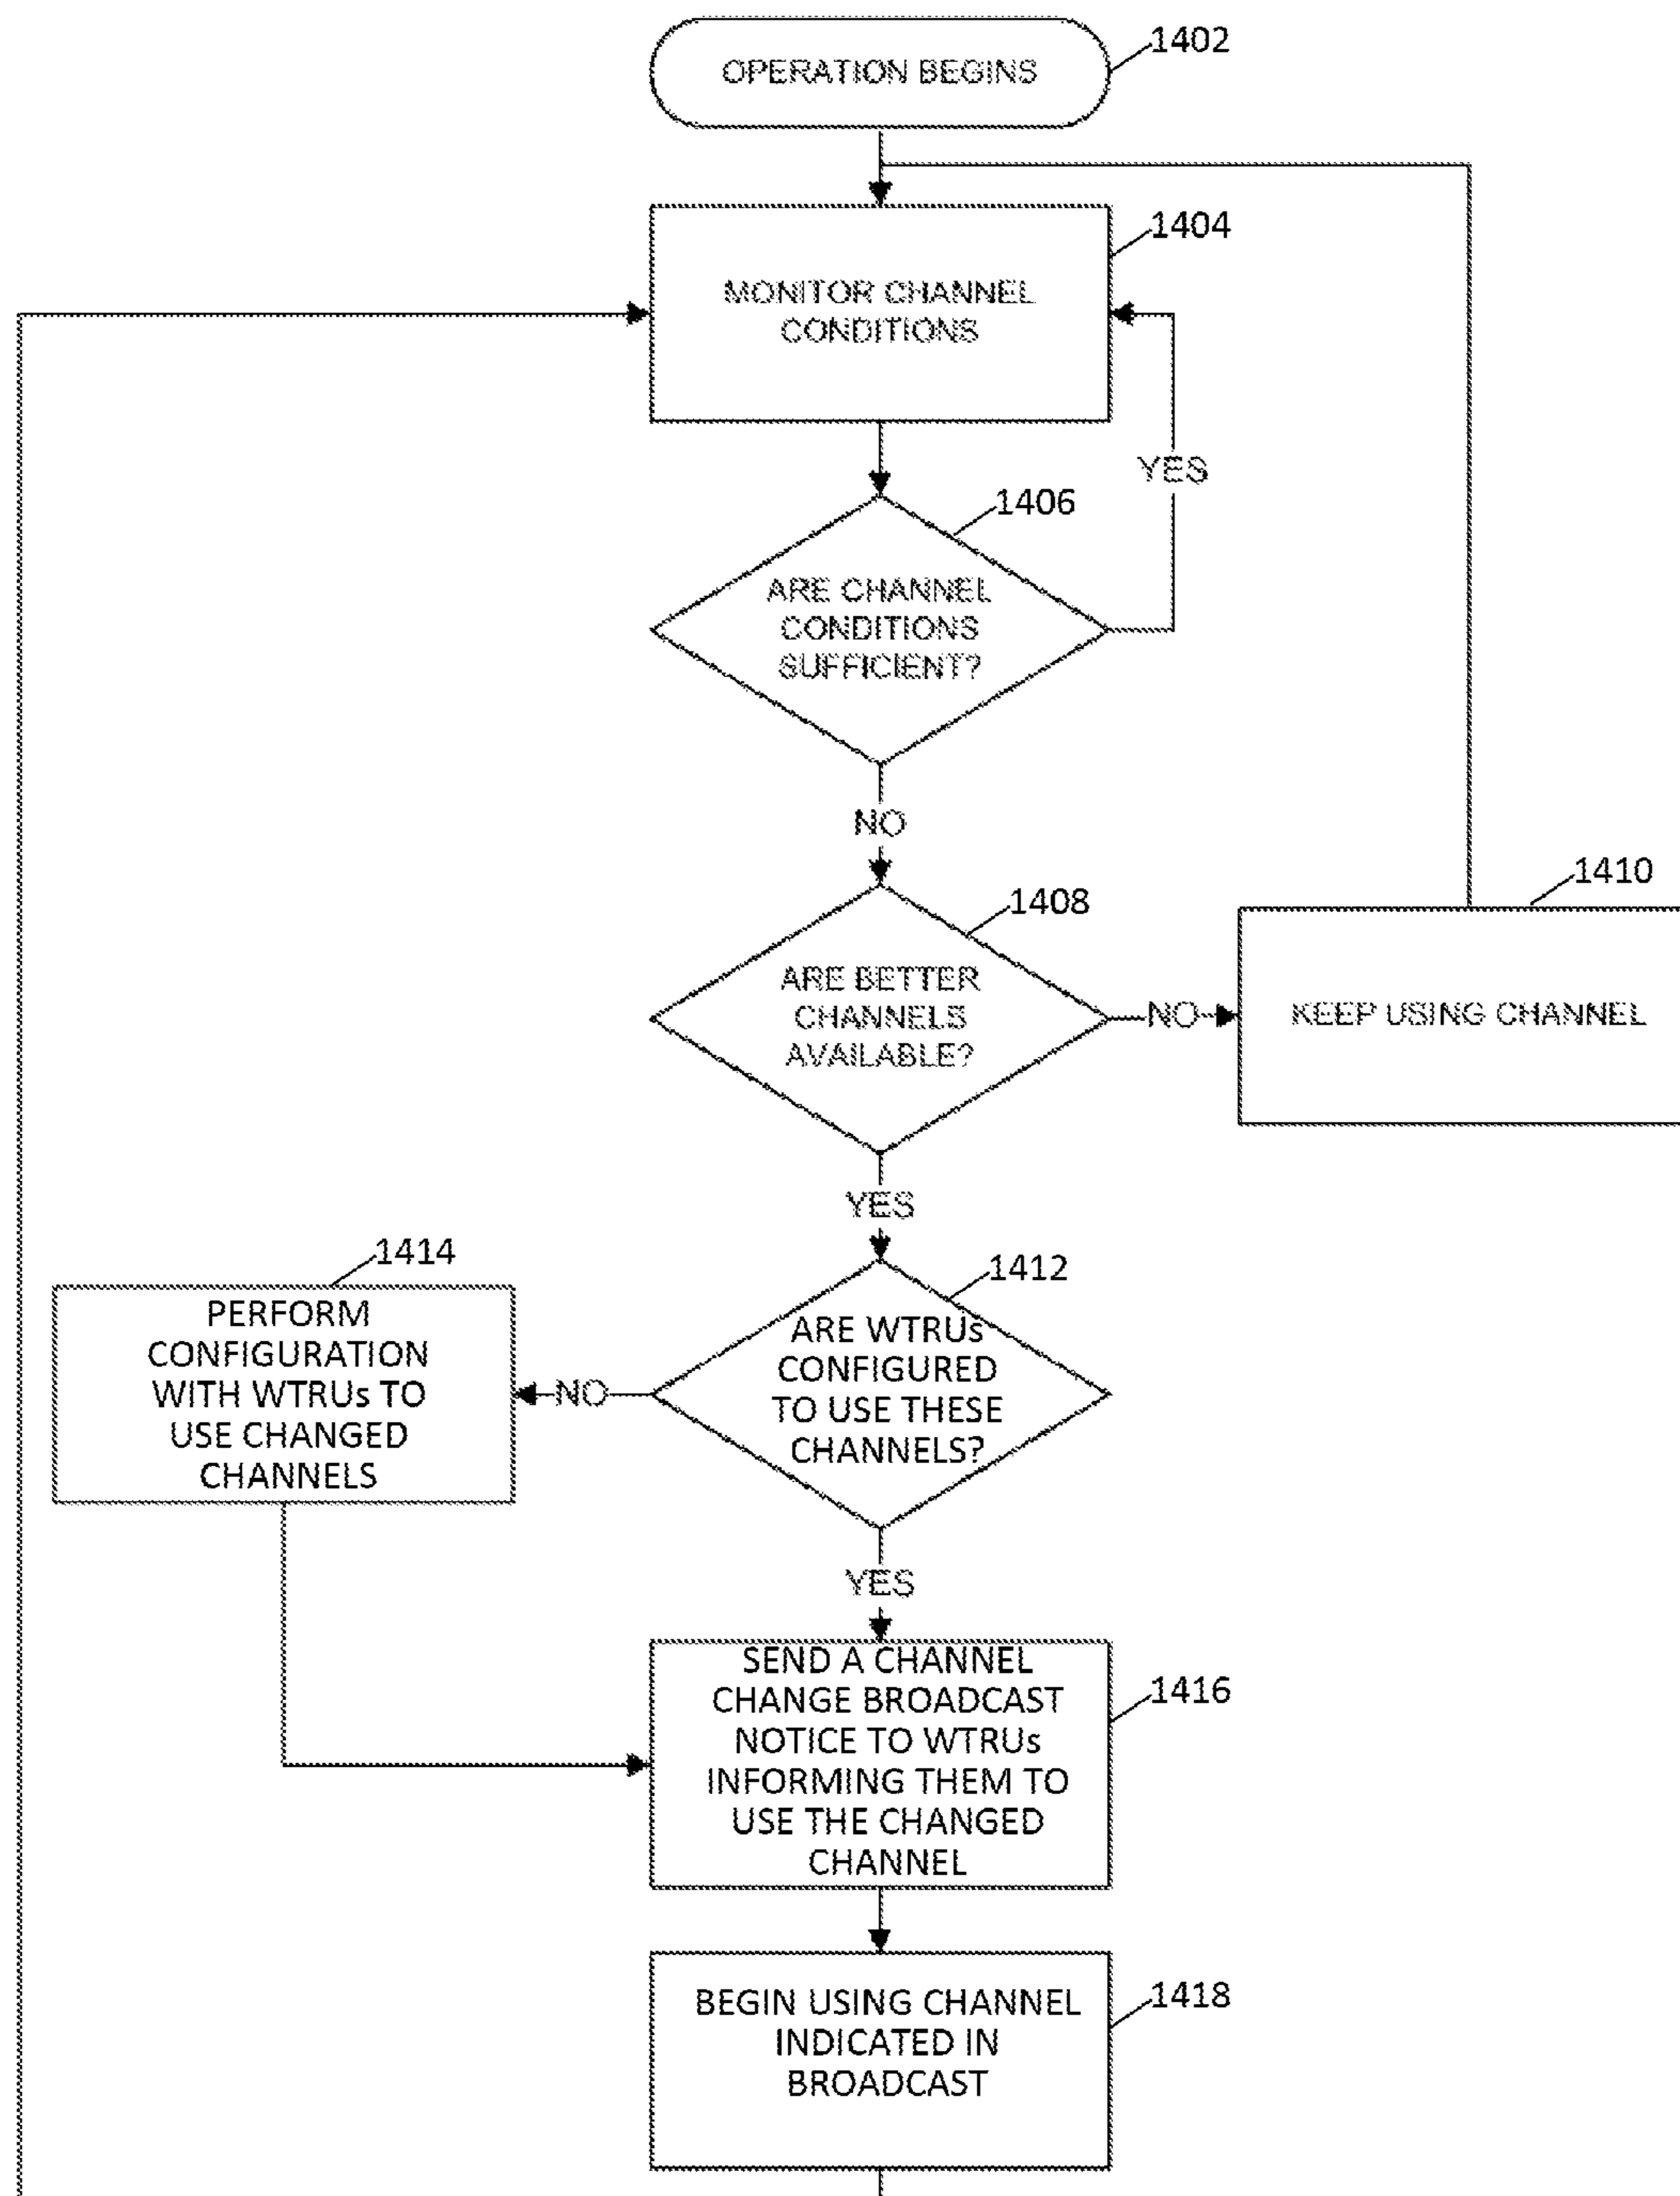 1402
OPERATION BEGINS
1404
MONITOR CHANNEL
CONDITIONS
YES
1406
ARE CHANNEL
CONDITIONS
SUFFICIENT?
NO
1408
1410
ARE BETTER
CHANNELS
AVAILABLE?
NO
KEEP USING CHANNEL
YES
1414
1412
PERFORM
CONFIGURATION
WITH WTRUs TO
USE CHANGED
CHANNELS
NO
ARE WTRUs
CONFIGURED
TO USE THESE
CHANNELS?
YES
SEND A CHANNEL
CHANGE BROADCAST
NOTICE TO WTRUs
INFORMING THEM TO
USE THE CHANGED
CHANNEL
1416
BEGIN USING CHANNEL
INDICATED IN
BROADCAST
1418